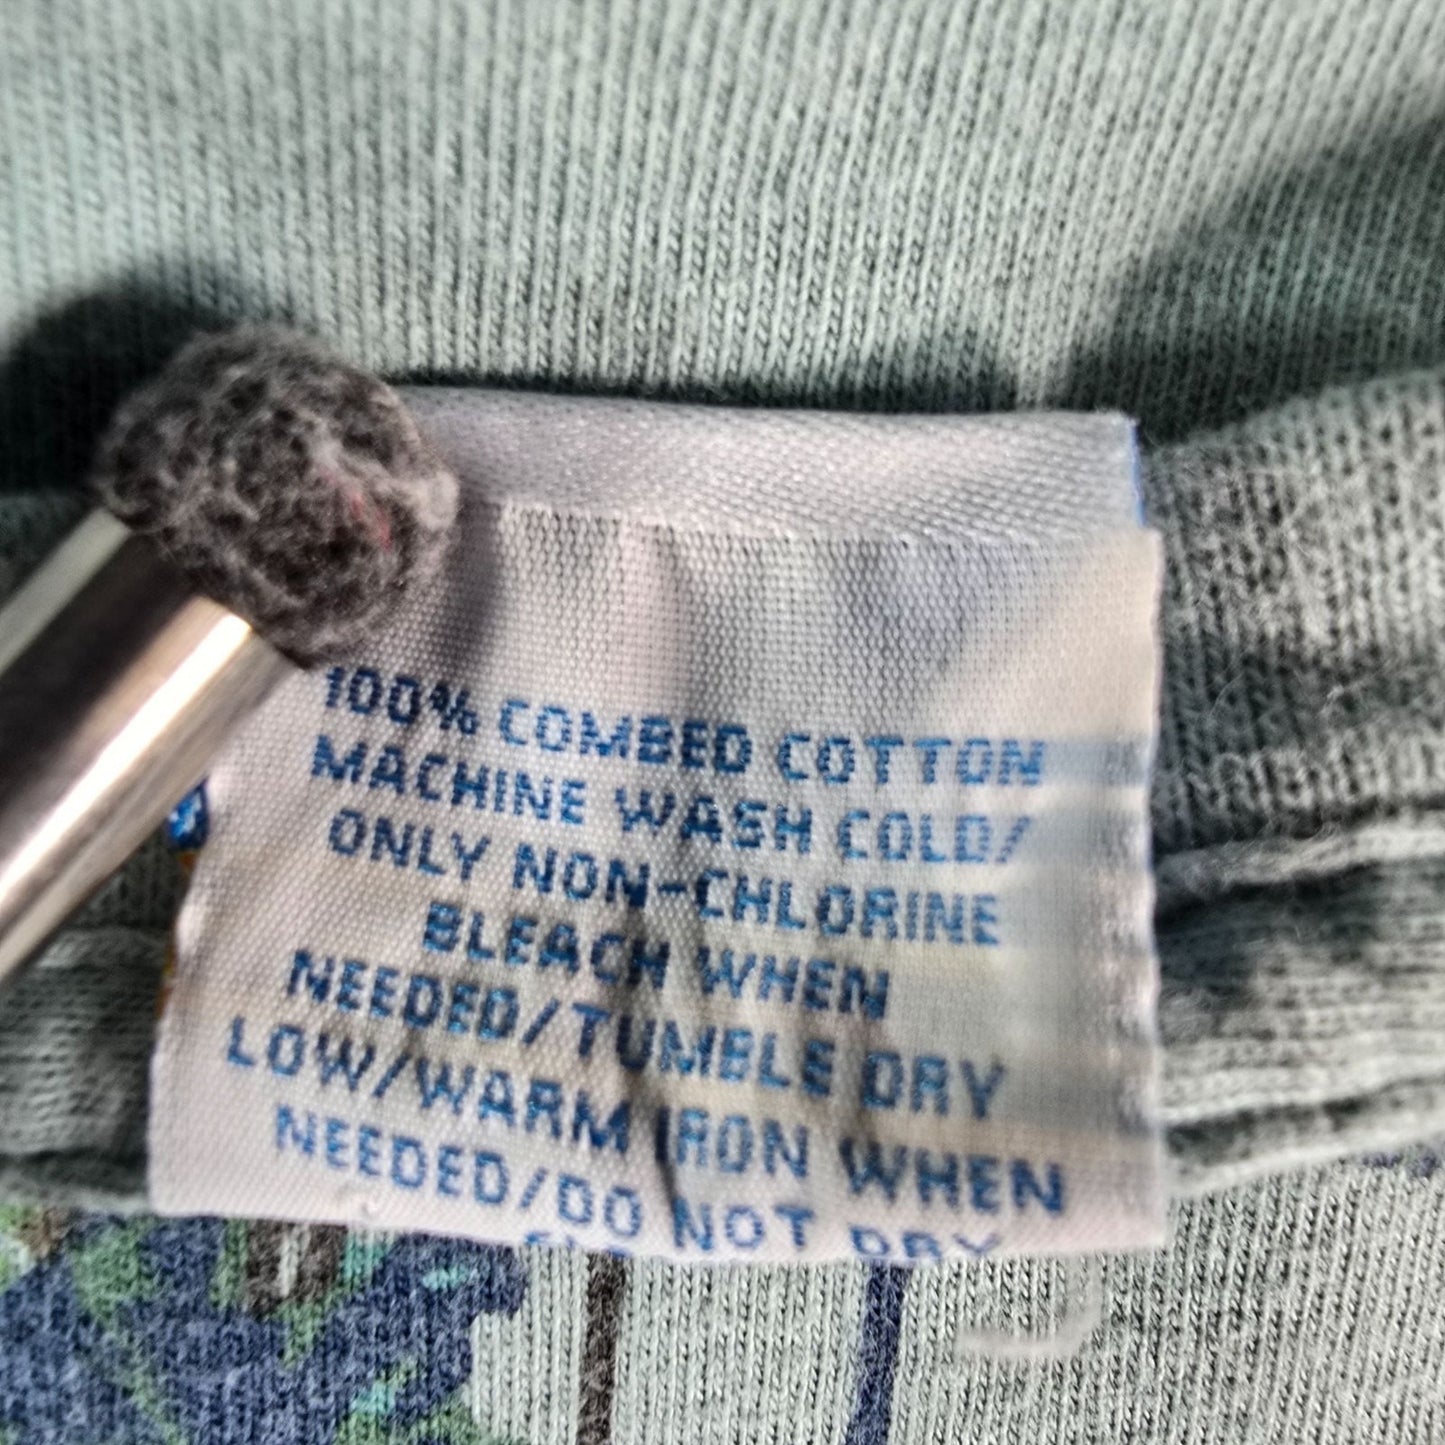 100% COMBED COTTON
MACHINE WASH COLD/
ONLY NON-CHLORINE
BLEACH WHEN
NEEDED/TUMBLE DRY
LOW/WARM IRON WHEN
NEEDED/DO NOT DRY